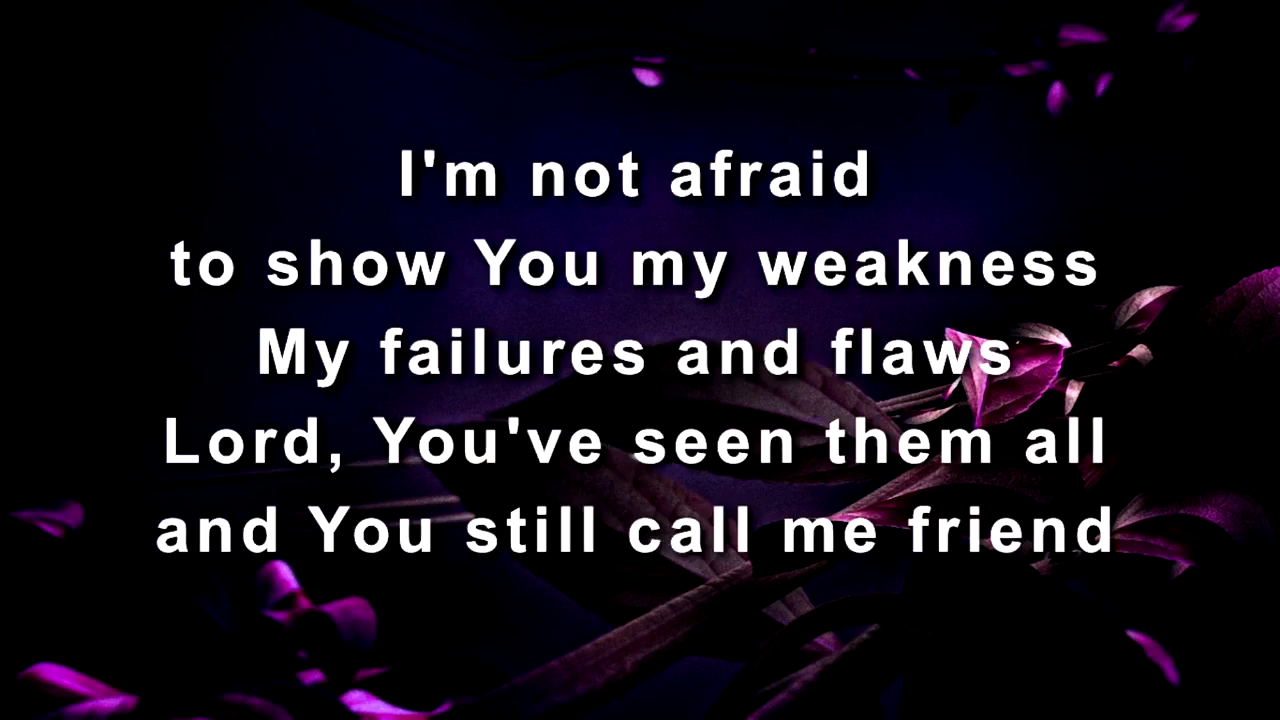 I'm not afraid
to show You my weakness
My failures and flaws
Lord, You've seen them all
and You still call me friend